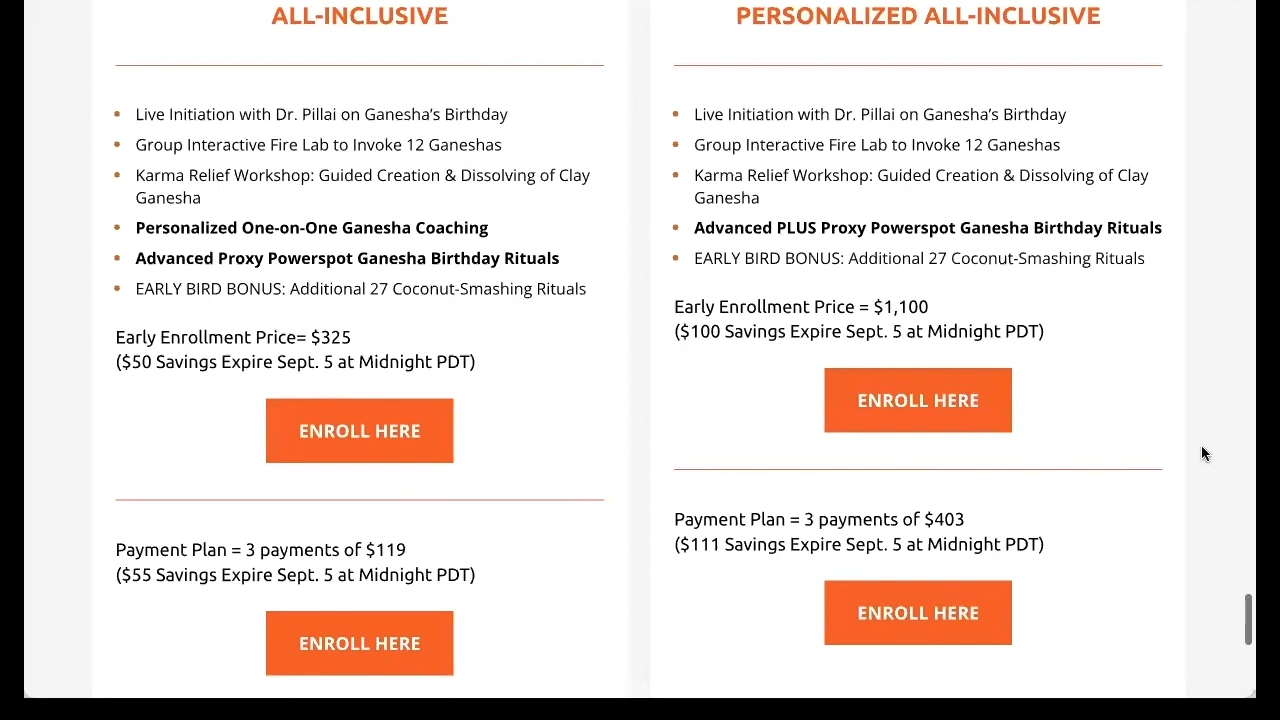 ALL-INCLUSIVE
Live Initiation with Dr. Pillai on Ganesha's Birthday
Group Interactive Fire Lab to Invoke 12 Ganeshas
Karma Relief Workshop: Guided Creation & Dissolving of Clay
Ganesha
Personalized One-on-One Ganesha Coaching
Advanced Proxy Powerspot Ganesha Birthday Rituals
EARLY BIRD BONUS: Additional 27 Coconut-Smashing Rituals
Early Enrollment Price= $325
($50 Savings Expire Sept. 5 at Midnight PDT)
ENROLL HERE
Payment Plan = 3 payments of $119
($55 Savings Expire Sept. 5 at Midnight PDT)
ENROLL HERE
PERSONALIZED ALL-INCLUSIVE
Live Initiation with Dr. Pillai on Ganesha's Birthday
Group Interactive Fire Lab to Invoke 12 Ganeshas
Karma Relief Workshop: Guided Creation & Dissolving of Clay
Ganesha
Advanced PLUS Proxy Powerspot Ganesha Birthday Rituals
EARLY BIRD BONUS: Additional 27 Coconut-Smashing Rituals
Early Enrollment Price = $1,100
($100 Savings Expire Sept. 5 at Midnight PDT)
ENROLL HERE
Payment Plan = 3 payments of $403
($111 Savings Expire Sept. 5 at Midnight PDT)
ENROLL HERE